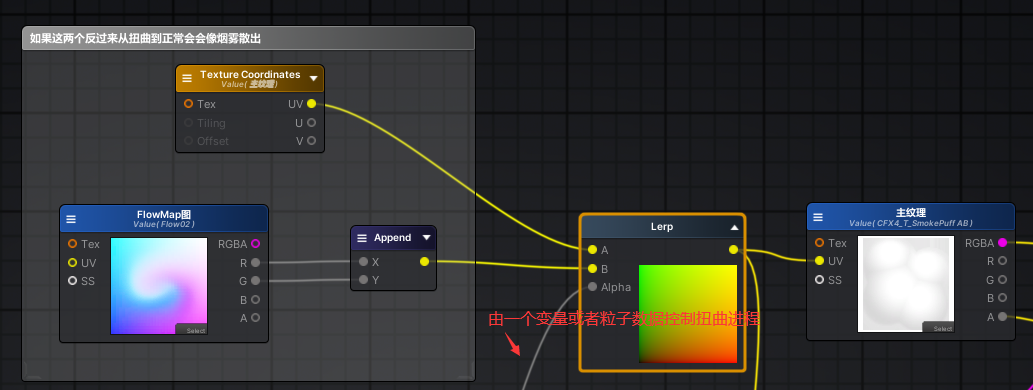 如果这两个反过来从扭曲到正常会会像烟雾散出
Texture Coordinates
Value( 主纹理 )
Tex UV
Tiling U
Offset V
FlowMap图
Value( Flow02 )
Tex RGBA
UV R
SS G
B
A
Select
Append
X
Y
Lerp
A
B
Alpha
由一个变量或者粒子数据控制扭曲进程
主纹理
Value( CFX4_T_SmokePuff AB )
Tex RGBA
UV R
SS G
B
A
Select